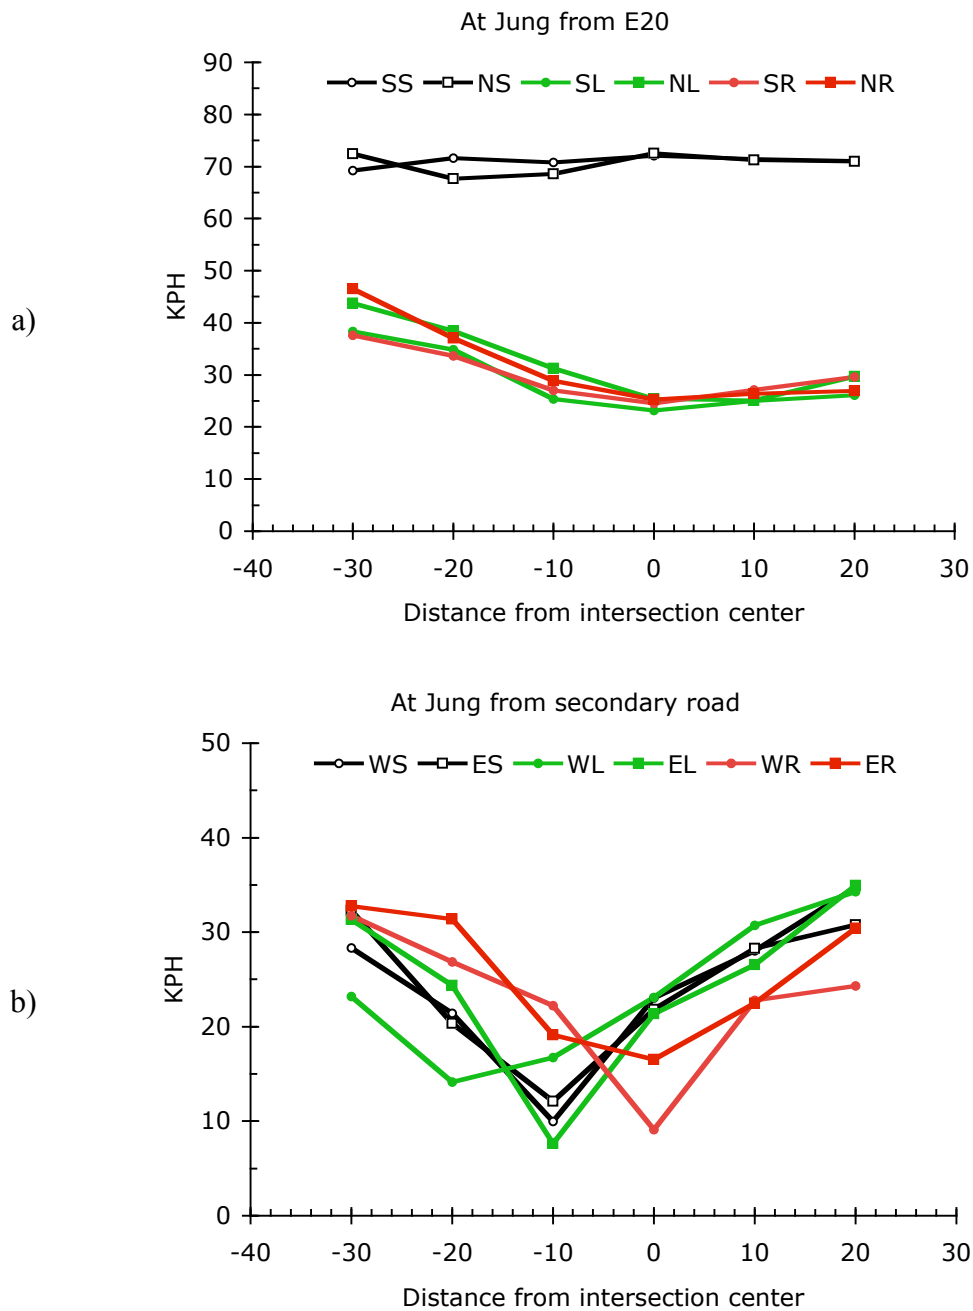 At Jung from E20
90
SS NS SL NL SR NR
80
70
60
50
KPH
a)
40
30
20
10
0
-40 -30 -20 -10 0 10 20 30
Distance from intersection center
At Jung from secondary road
50
WS ES WL EL WR ER
40
30
KPH
b)
20
10
0
-40 -30 -20 -10 0 10 20 30
Distance from intersection center